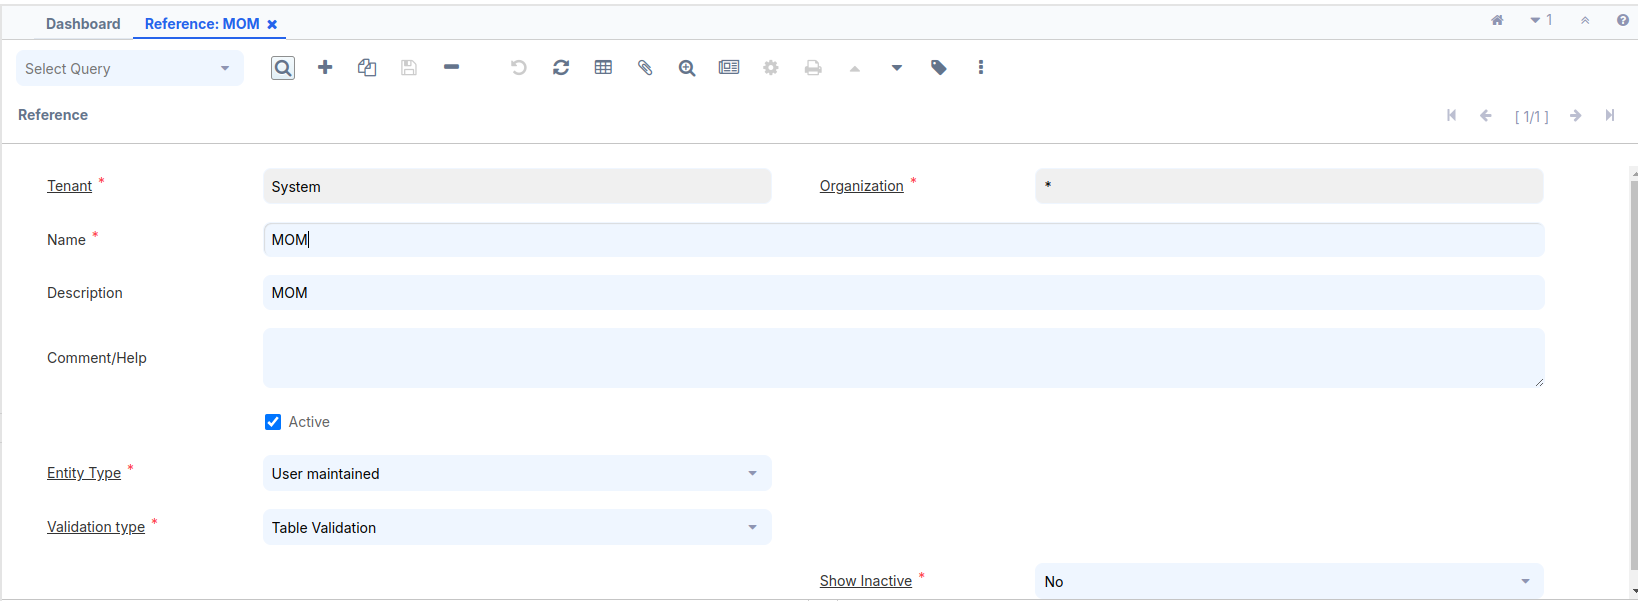 Dashboard Reference: MOM 1
Select Query
Reference [ 1/1 ]
Tenant * System Organization * *
Name * MOM
Description MOM
Comment/Help
Active
Entity Type * User maintained
Validation type * Table Validation
Show Inactive * No